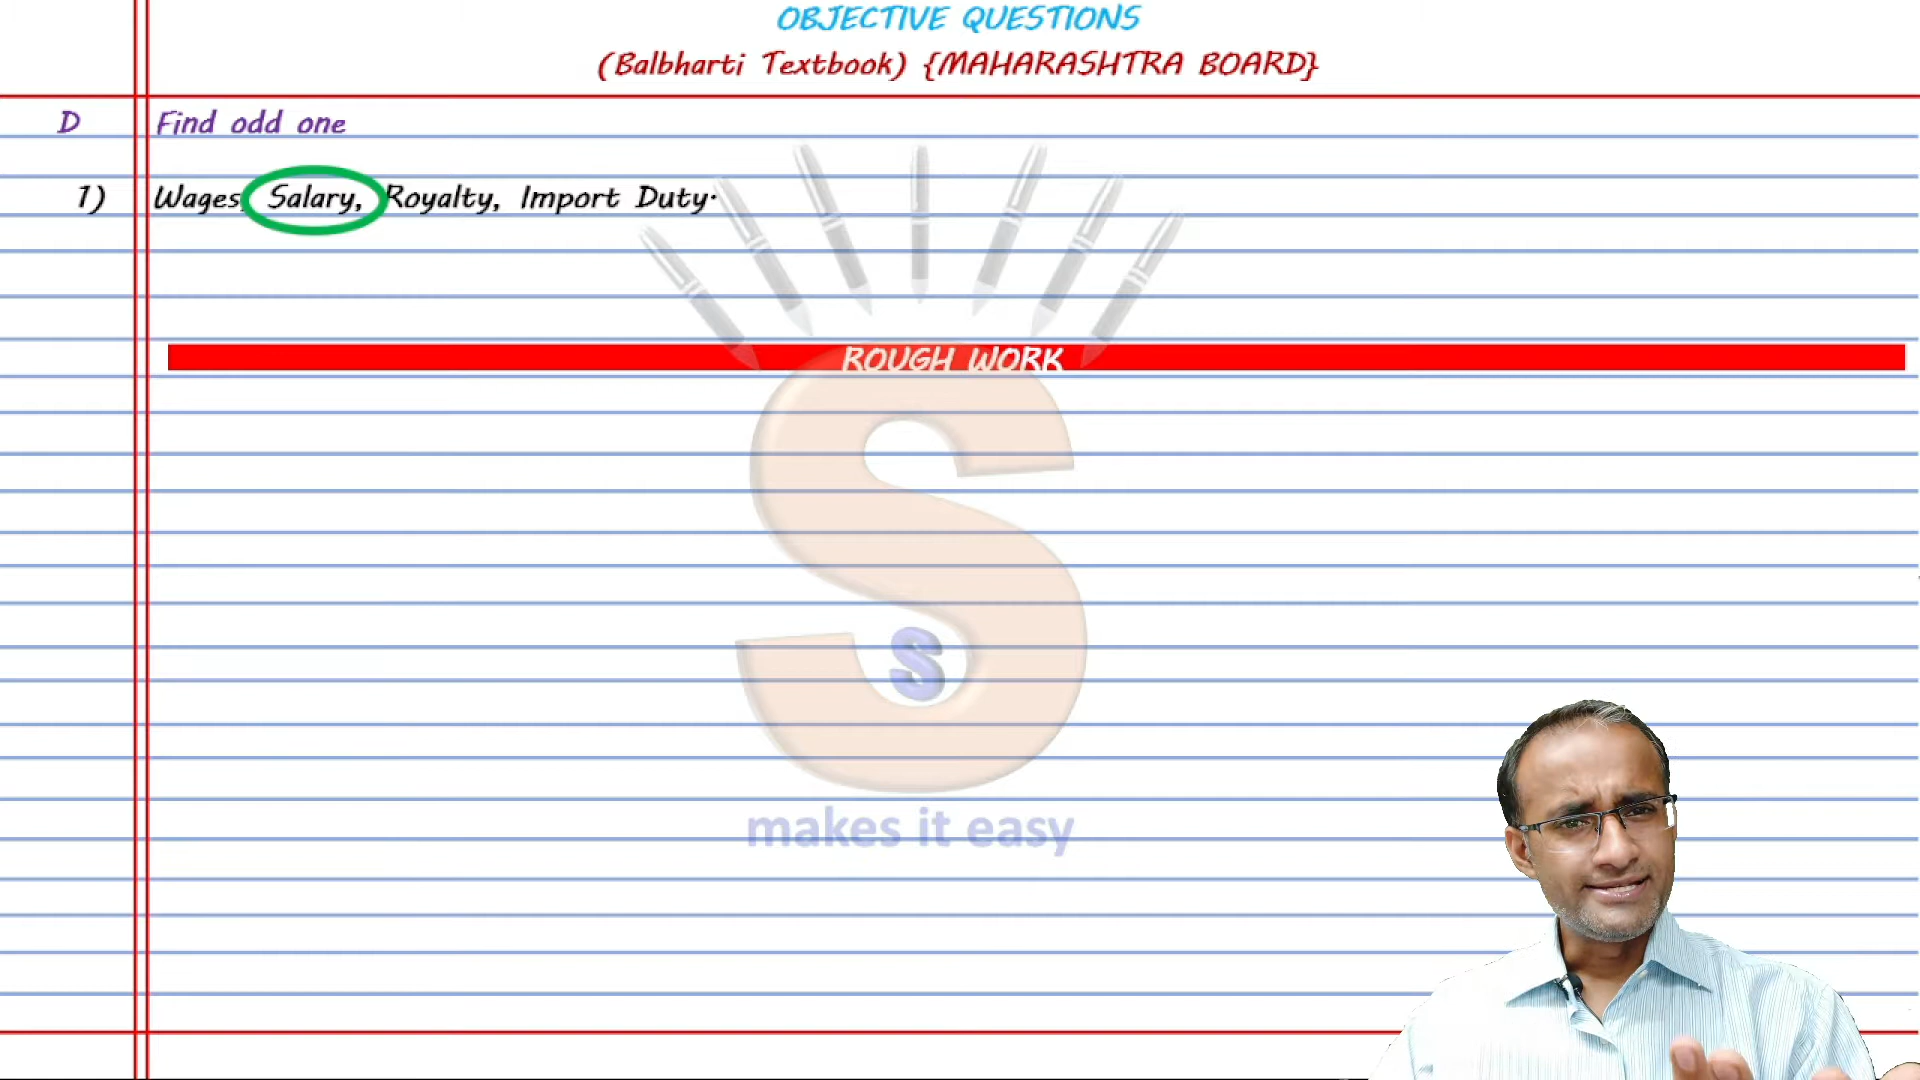 OBJECTIVE QUESTIONS
(Balbharti Textbook) {MAHARASHTRA BOARD}
D Find odd one
1) Wages, Salary, Royalty, Import Duty.
ROUGH WORK
S
s
makes it easy